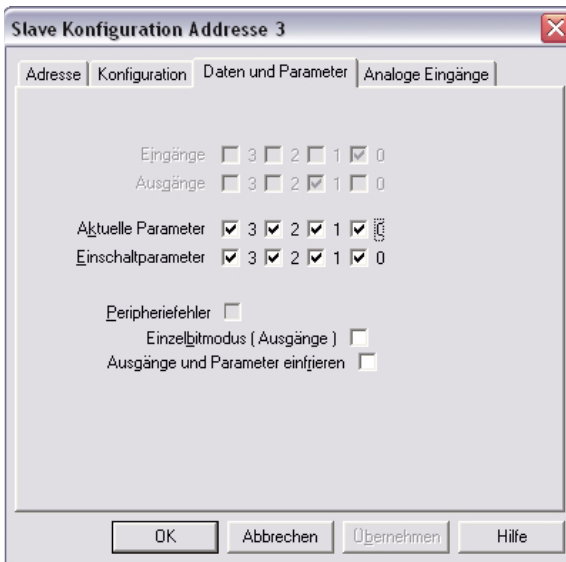 Slave Konfiguration Addresse 3
Adresse Konfiguration Daten und Parameter Analoge Eingänge
Eingänge 3 2 1 0
Ausgänge 3 2 1 0
Aktuelle Parameter 3 2 1 0
Einschaltparameter 3 2 1 0
Peripheriefehler
Einzelbitmodus ( Ausgänge )
Ausgänge und Parameter einfrieren
OK Abbrechen Übernehmen Hilfe